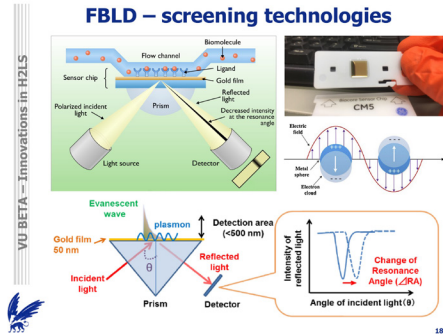 FBLD – screening technologies
VU BETA – Innovations in H2LS
Biomolecule
Flow channel
Ligand
Gold film
Sensor chip
Reflected
light
Polarized incident
light
Prism
Decreased intensity
at the resonance
angle
Light source
Detector
CM5
Electric
field
Metal
sphere
Electron
cloud
Evanescent
wave
plasmon
Detection area
(<500 nm)
Gold film
50 nm
θ
Incident
light
Reflected
light
Prism
Detector
Intensity of
reflected light
Change of
Resonance
Angle (⊿RA)
Angle of incident light(θ)
18